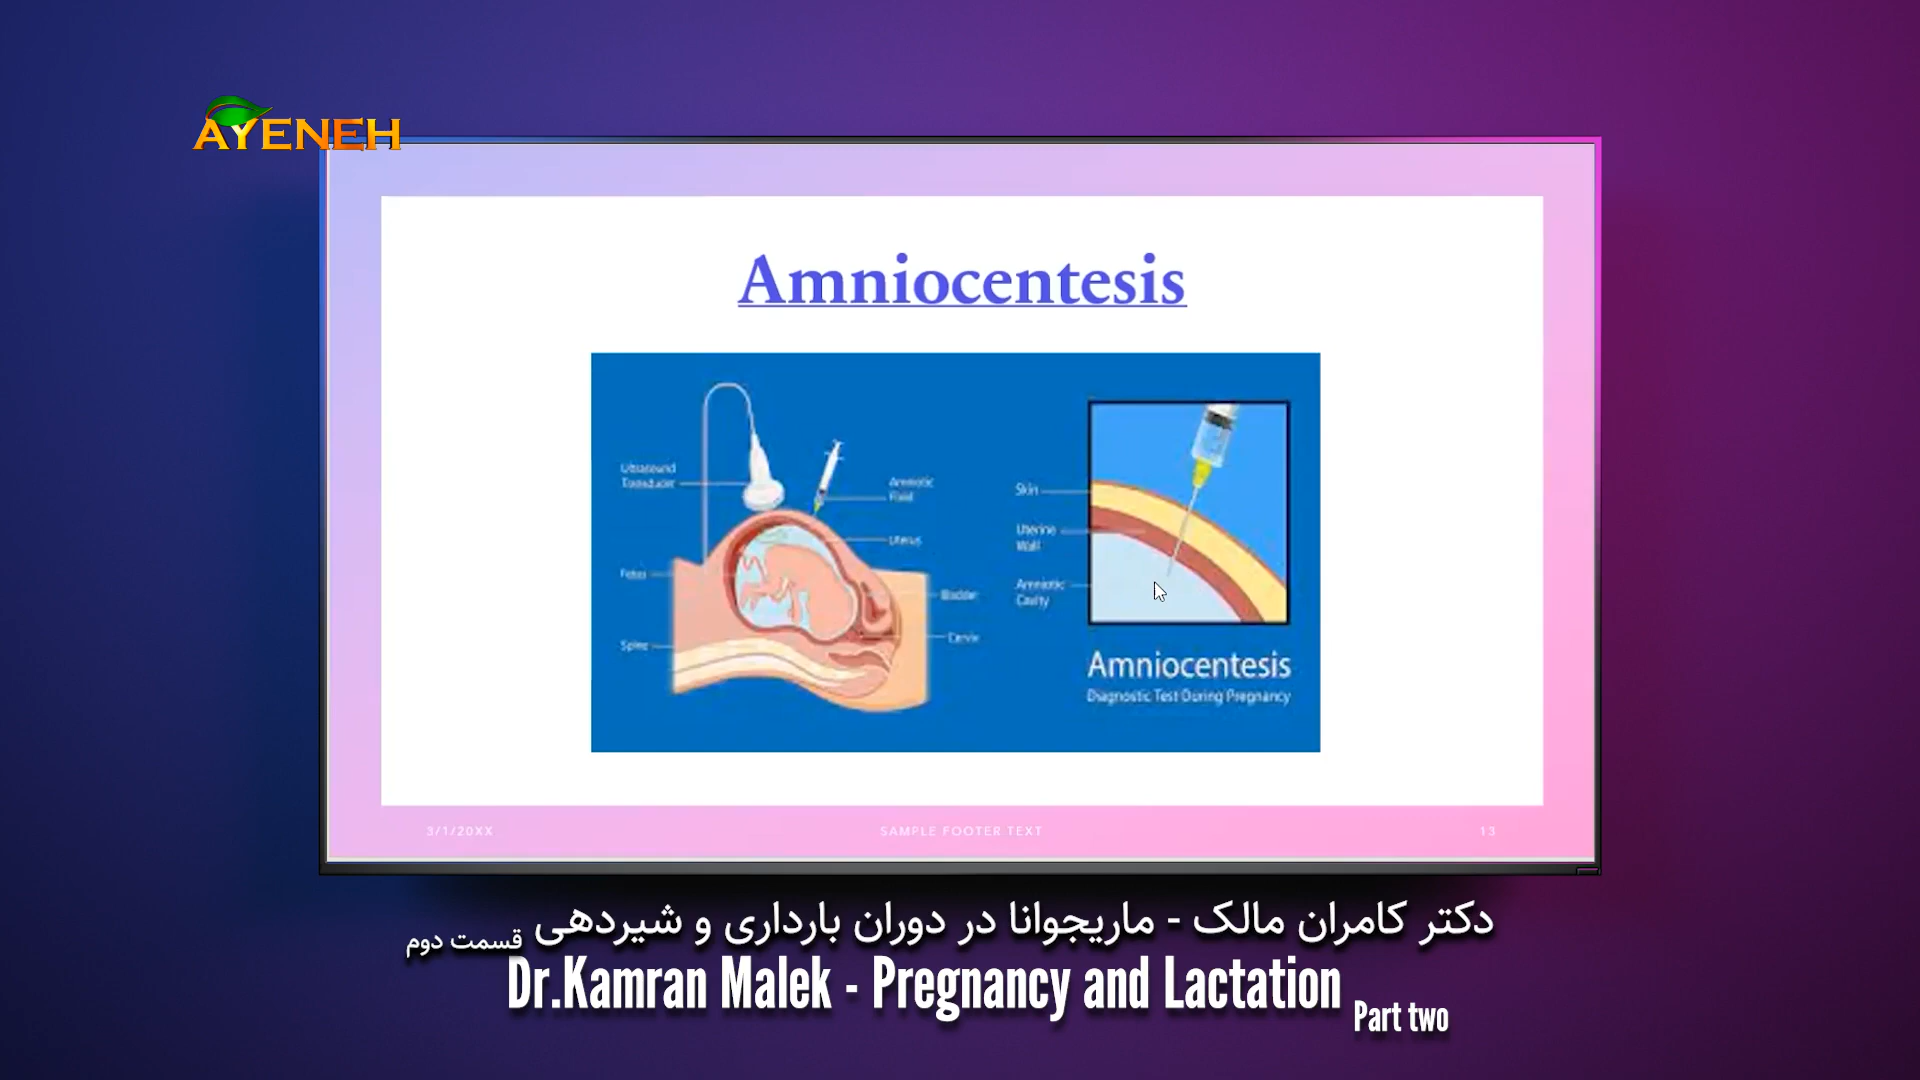 AYENEH
Amniocentesis
Ultrasound
Transducer
Amniotic
Fluid
Uterus
Fetus
Bladder
Cervix
Spine
Skin
Uterine
Wall
Amniotic
Cavity
Amniocentesis
Diagnostic Test During Pregnancy
3/1/20XX
SAMPLE FOOTER TEXT
13
دکتر کامران مالک - ماریجوانا در دوران بارداری و شیردهی قسمت دوم
Dr.Kamran Malek - Pregnancy and Lactation Part two